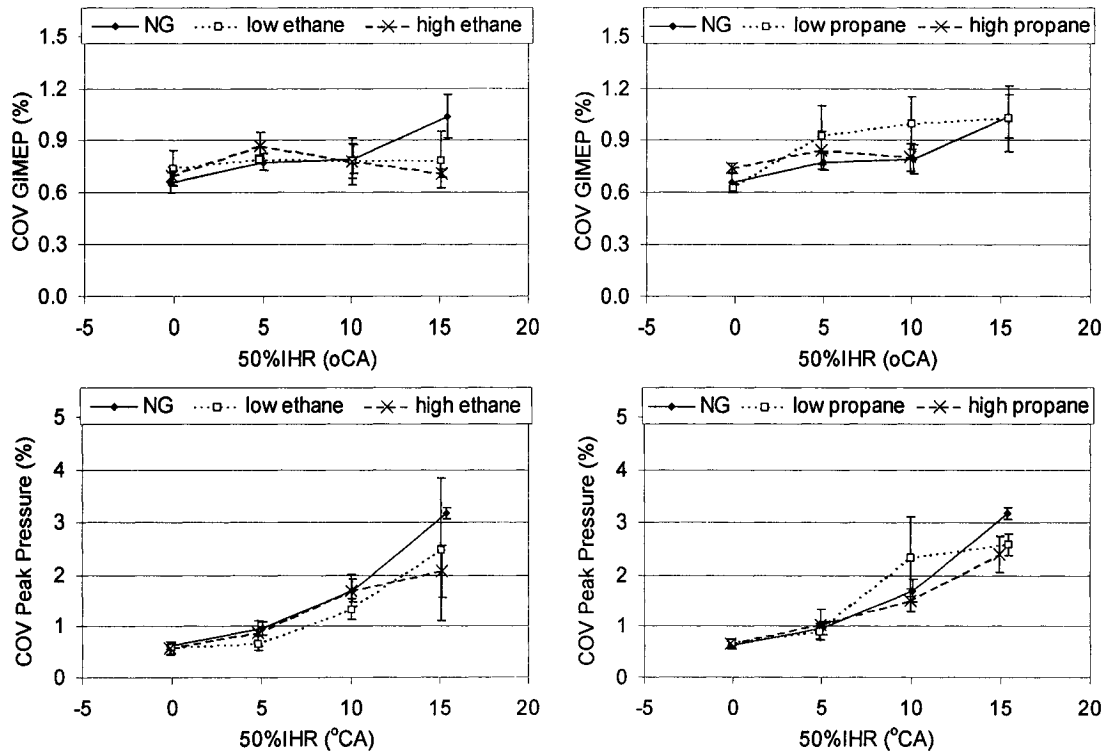 NG low ethane high ethane
1.5
1.2
0.9
0.6
0.3
0.0
COV GIMEP (%)
-5 0 5 10 15 20
50%IHR (oCA)
NG low propane high propane
1.5
1.2
0.9
0.6
0.3
0.0
COV GIMEP (%)
-5 0 5 10 15 20
50%IHR (oCA)
NG low ethane high ethane
5
4
3
2
1
0
COV Peak Pressure (%)
-5 0 5 10 15 20
50%IHR (°CA)
NG low propane high propane
5
4
3
2
1
0
COV Peak Pressure (%)
-5 0 5 10 15 20
50%IHR (°CA)